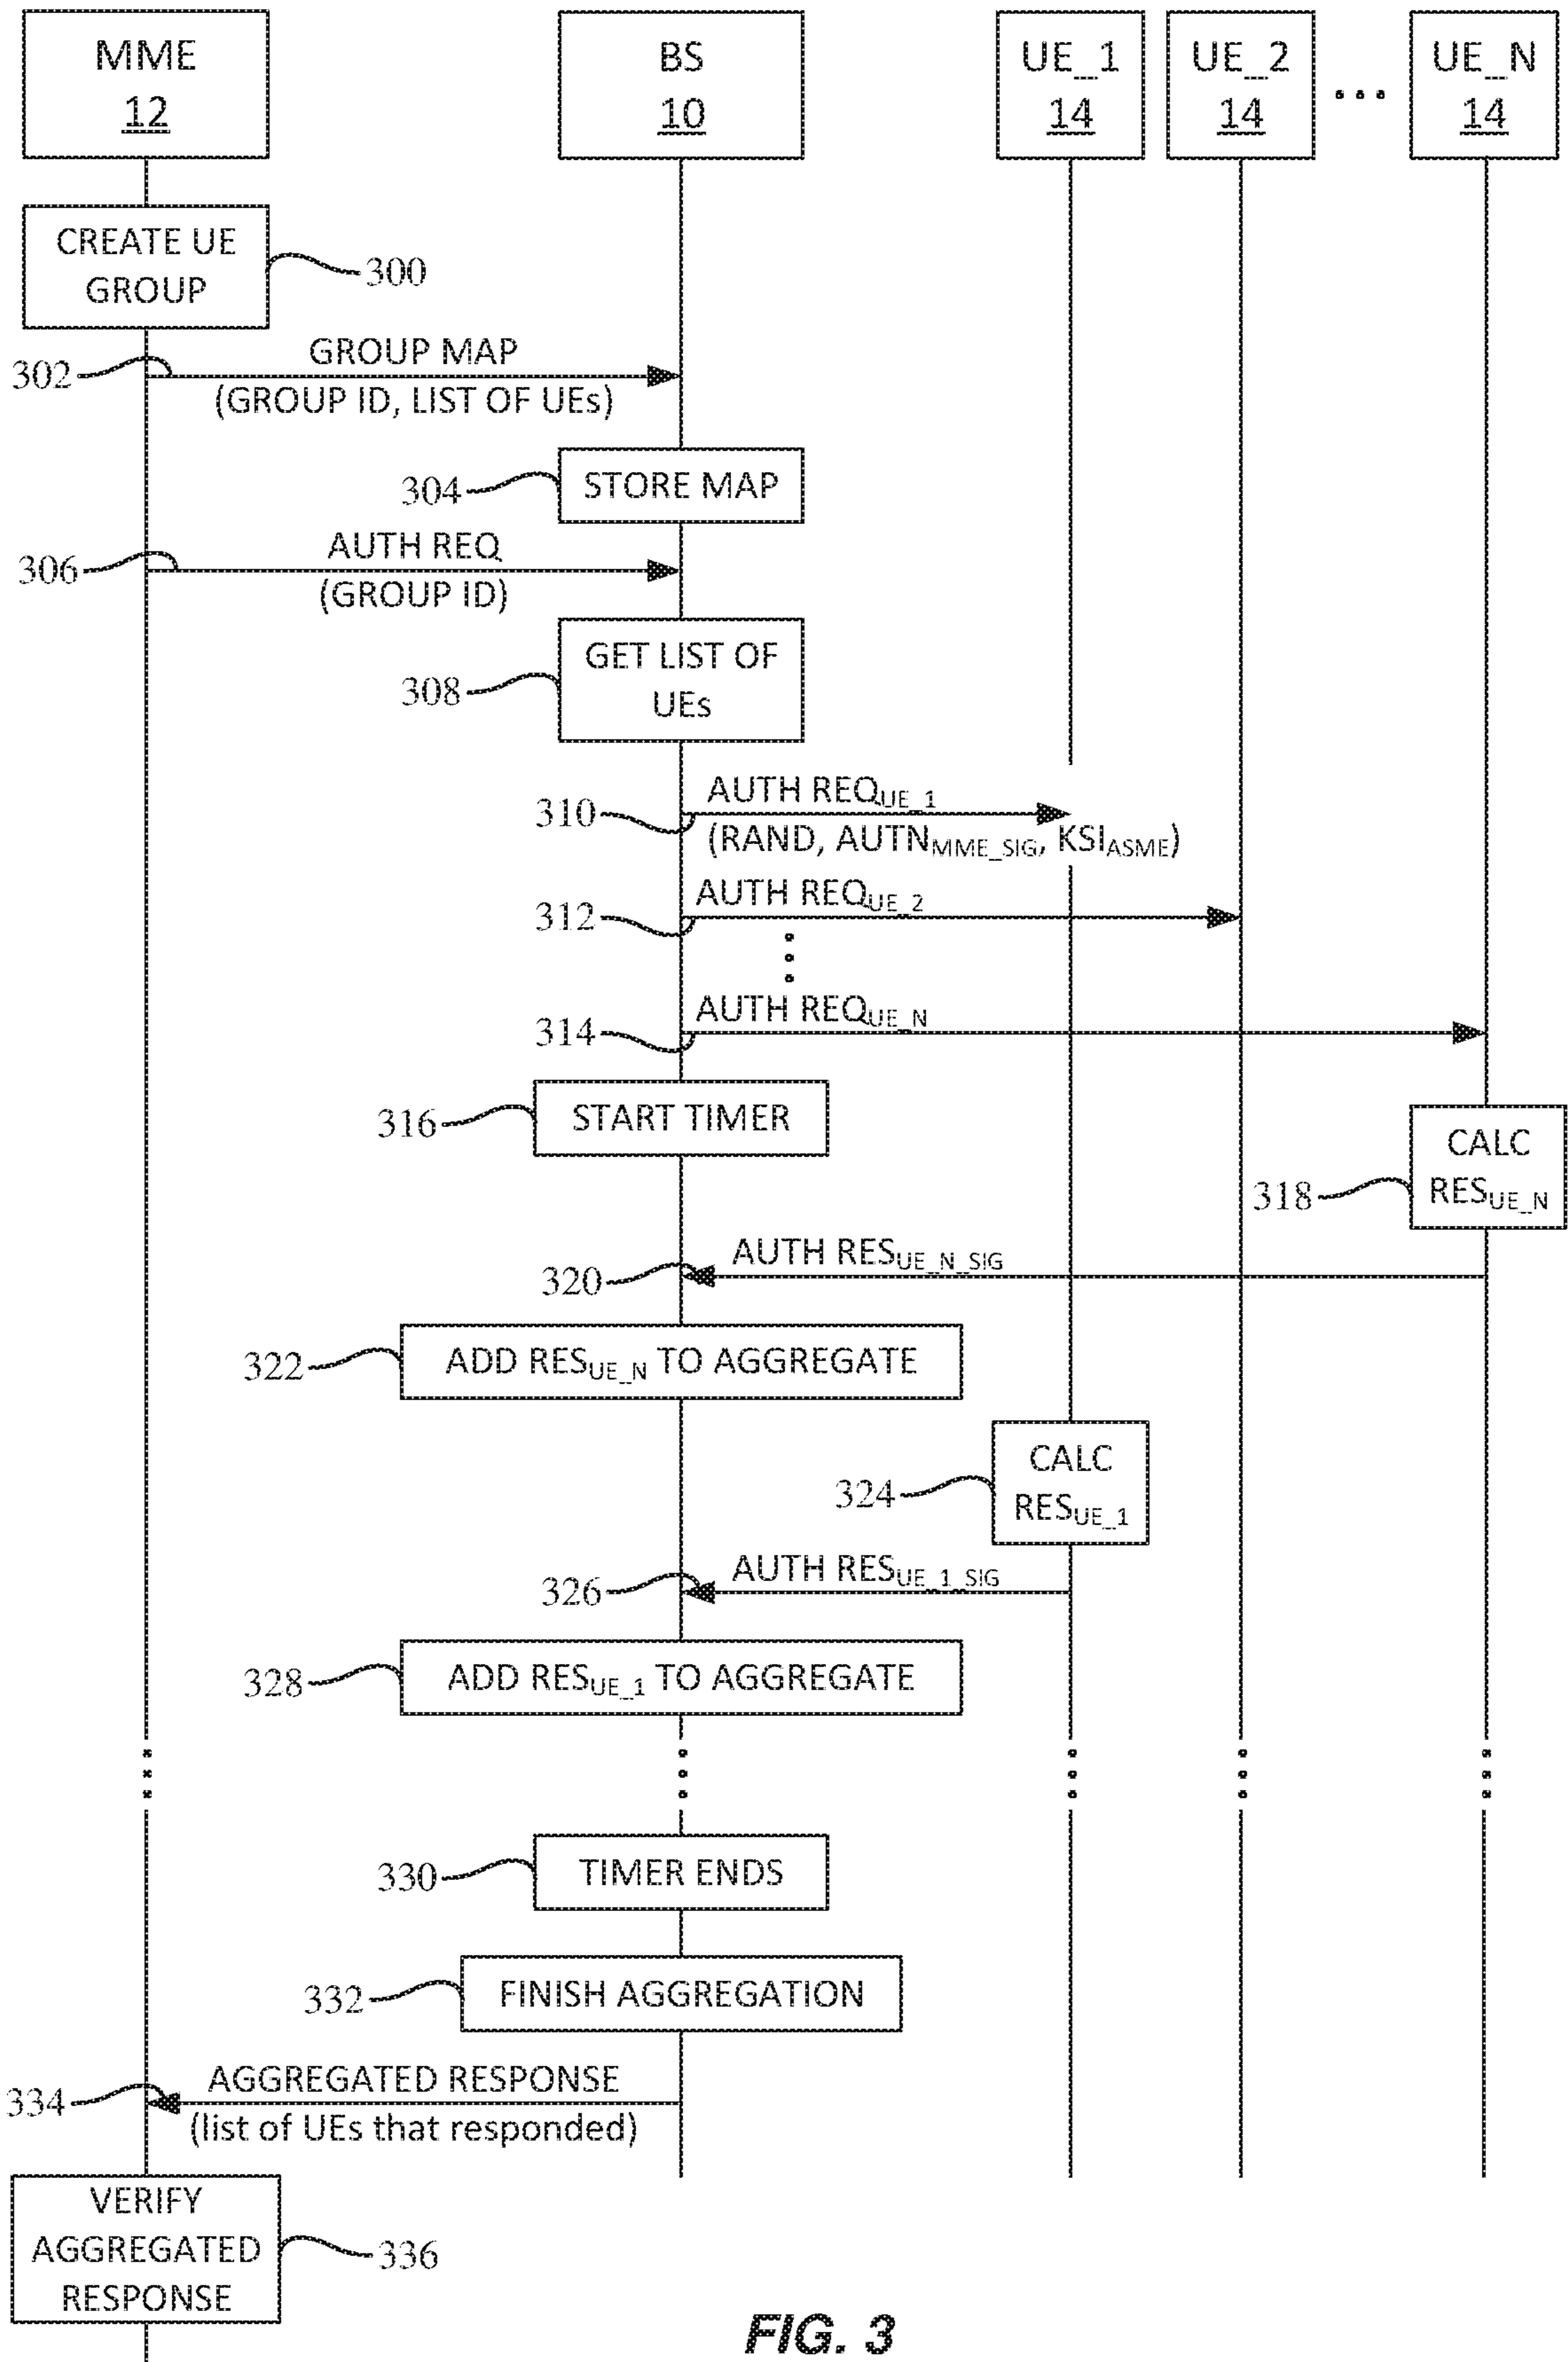 MME
12
BS
10
UE_1
14
UE_2
14
...
UE_N
14
CREATE UE
GROUP
300
302
GROUP MAP
(GROUP ID, LIST OF UEs)
304
STORE MAP
306
AUTH REQ
(GROUP ID)
308
GET LIST OF
UEs
310
AUTH REQUE_1
(RAND, AUTNMME_SIG, KSIASME)
312
AUTH REQUE_2
314
AUTH REQUE_N
316
START TIMER
318
CALC
RESUE_N
320
AUTH RESUE_N_SIG
322
ADD RESUE_N TO AGGREGATE
324
CALC
RESUE_1
326
AUTH RESUE_1_SIG
328
ADD RESUE_1 TO AGGREGATE
330
TIMER ENDS
332
FINISH AGGREGATION
334
AGGREGATED RESPONSE
(list of UEs that responded)
VERIFY
AGGREGATED
RESPONSE
336
FIG. 3